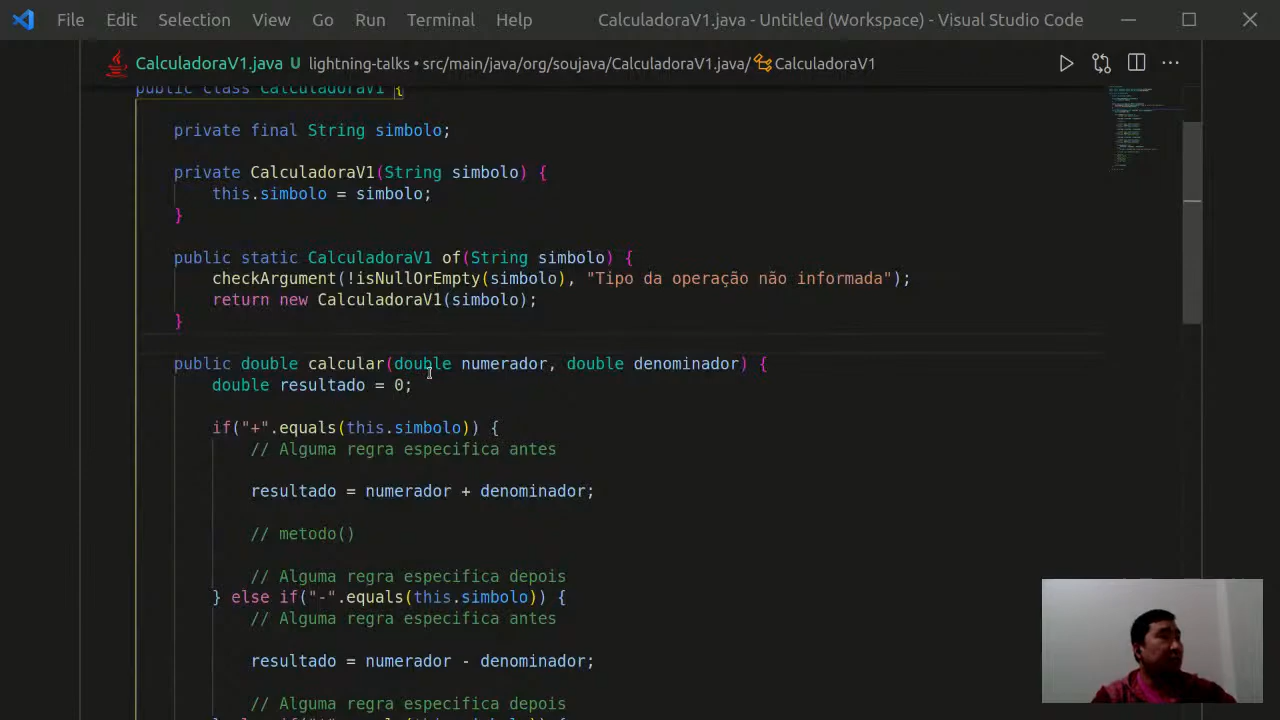 File Edit Selection View Go Run Terminal Help CalculadoraV1.java - Untitled (Workspace) - Visual Studio Code
CalculadoraV1.java U lightning-talks • src/main/java/org/soujava/CalculadoraV1.java/ CalculadoraV1
public class CalculadoraV1 {
private final String simbolo;
private CalculadoraV1(String simbolo) {
this.simbolo = simbolo;
}
public static CalculadoraV1 of(String simbolo) {
checkArgument(!isNullOrEmpty(simbolo), "Tipo da operação não informada");
return new CalculadoraV1(simbolo);
}
public double calcular(double numerador, double denominador) {
double resultado = 0;
if("+".equals(this.simbolo)) {
// Alguma regra especifica antes
resultado = numerador + denominador;
// metodo()
// Alguma regra especifica depois
} else if("-".equals(this.simbolo)) {
// Alguma regra especifica antes
resultado = numerador - denominador;
// Alguma regra especifica depois